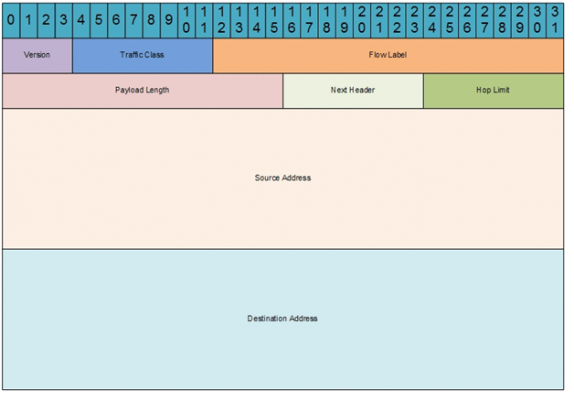 0 1 2 3 4 5 6 7 8 9 10 11 12 13 14 15 16 17 18 19 20 21 22 23 24 25 26 27 28 29 30 31
Version Traffic Class Flow Label
Payload Length Next Header Hop Limit
Source Address
Destination Address